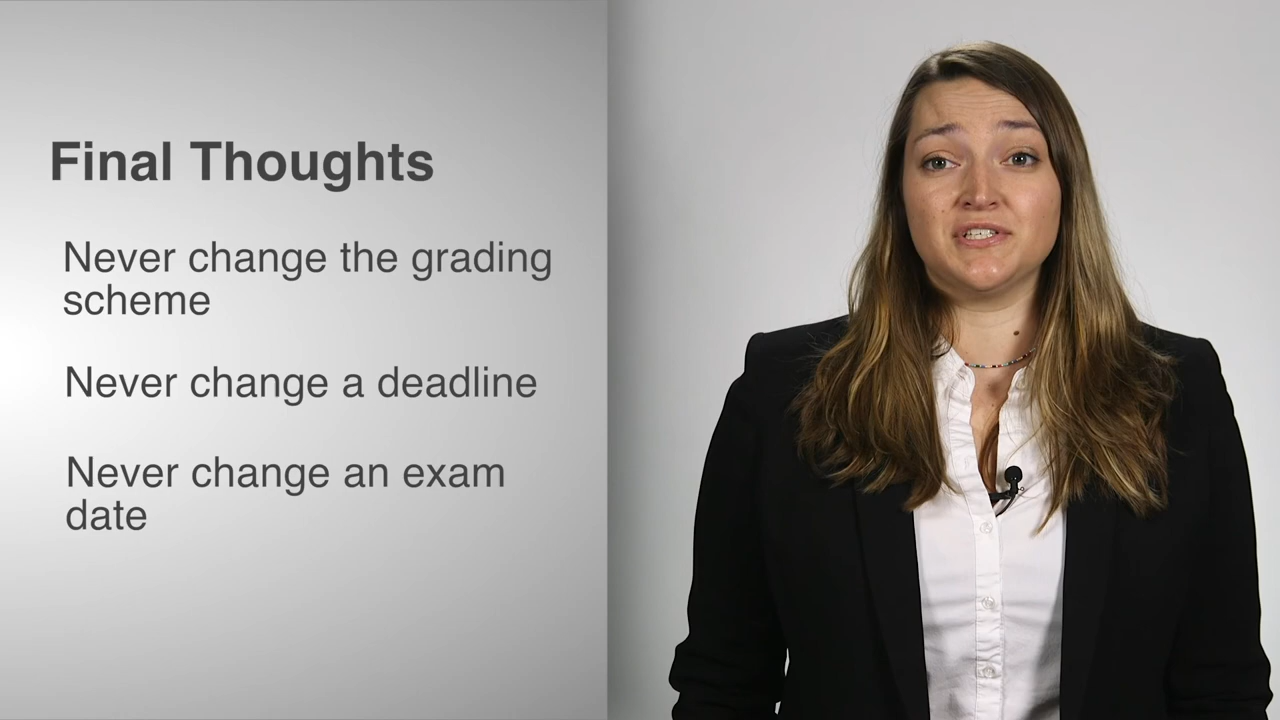 Final Thoughts
Never change the grading
scheme
Never change a deadline
Never change an exam
date